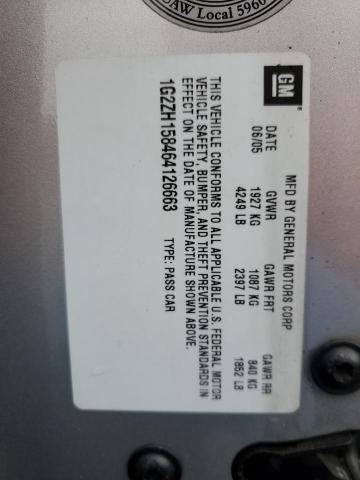 UAW Local 5960
GM
MFD BY GENERAL MOTORS CORP
DATE GVWR GAWR FRT GAWR RR
06/05 1927 KG 1087 KG 840 KG
4249 LB 2397 LB 1852 LB
THIS VEHICLE CONFORMS TO ALL APPLICABLE U.S. FEDERAL MOTOR
VEHICLE SAFETY, BUMPER, AND THEFT PREVENTION STANDARDS IN
EFFECT ON THE DATE OF MANUFACTURE SHOWN ABOVE.
1G2ZH158464126663 TYPE: PASS CAR